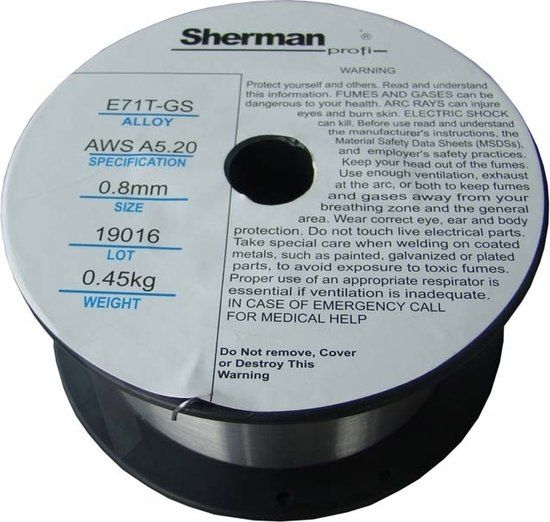 Sherman ®
profi
E71T-GS
ALLOY
AWS A5.20
SPECIFICATION
0.8mm
SIZE
19016
LOT
0.45kg
WEIGHT
WARNING
Protect yourself and others. Read and understand
this information. FUMES AND GASES can be
dangerous to your health. ARC RAYS can injure
eyes and burn skin. ELECTRIC SHOCK
can kill. Before use read and understand
the manufacturer's instructions, the
Material Safety Data Sheets (MSDSs),
and employer's safety practices.
Keep your head out of the fumes.
Use enough ventilation, exhaust
at the arc, or both to keep fumes
and gases away from your
breathing zone and the general
area. Wear correct eye, ear and body
protection. Do not touch live electrical parts.
Take special care when welding on coated
metals, such as painted, galvanized or plated
parts, to avoid exposure to toxic fumes.
Proper use of an appropriate respirator is
essential if ventilation is inadequate.
IN CASE OF EMERGENCY CALL
FOR MEDICAL HELP
Do Not remove, Cover
or Destroy This
Warning